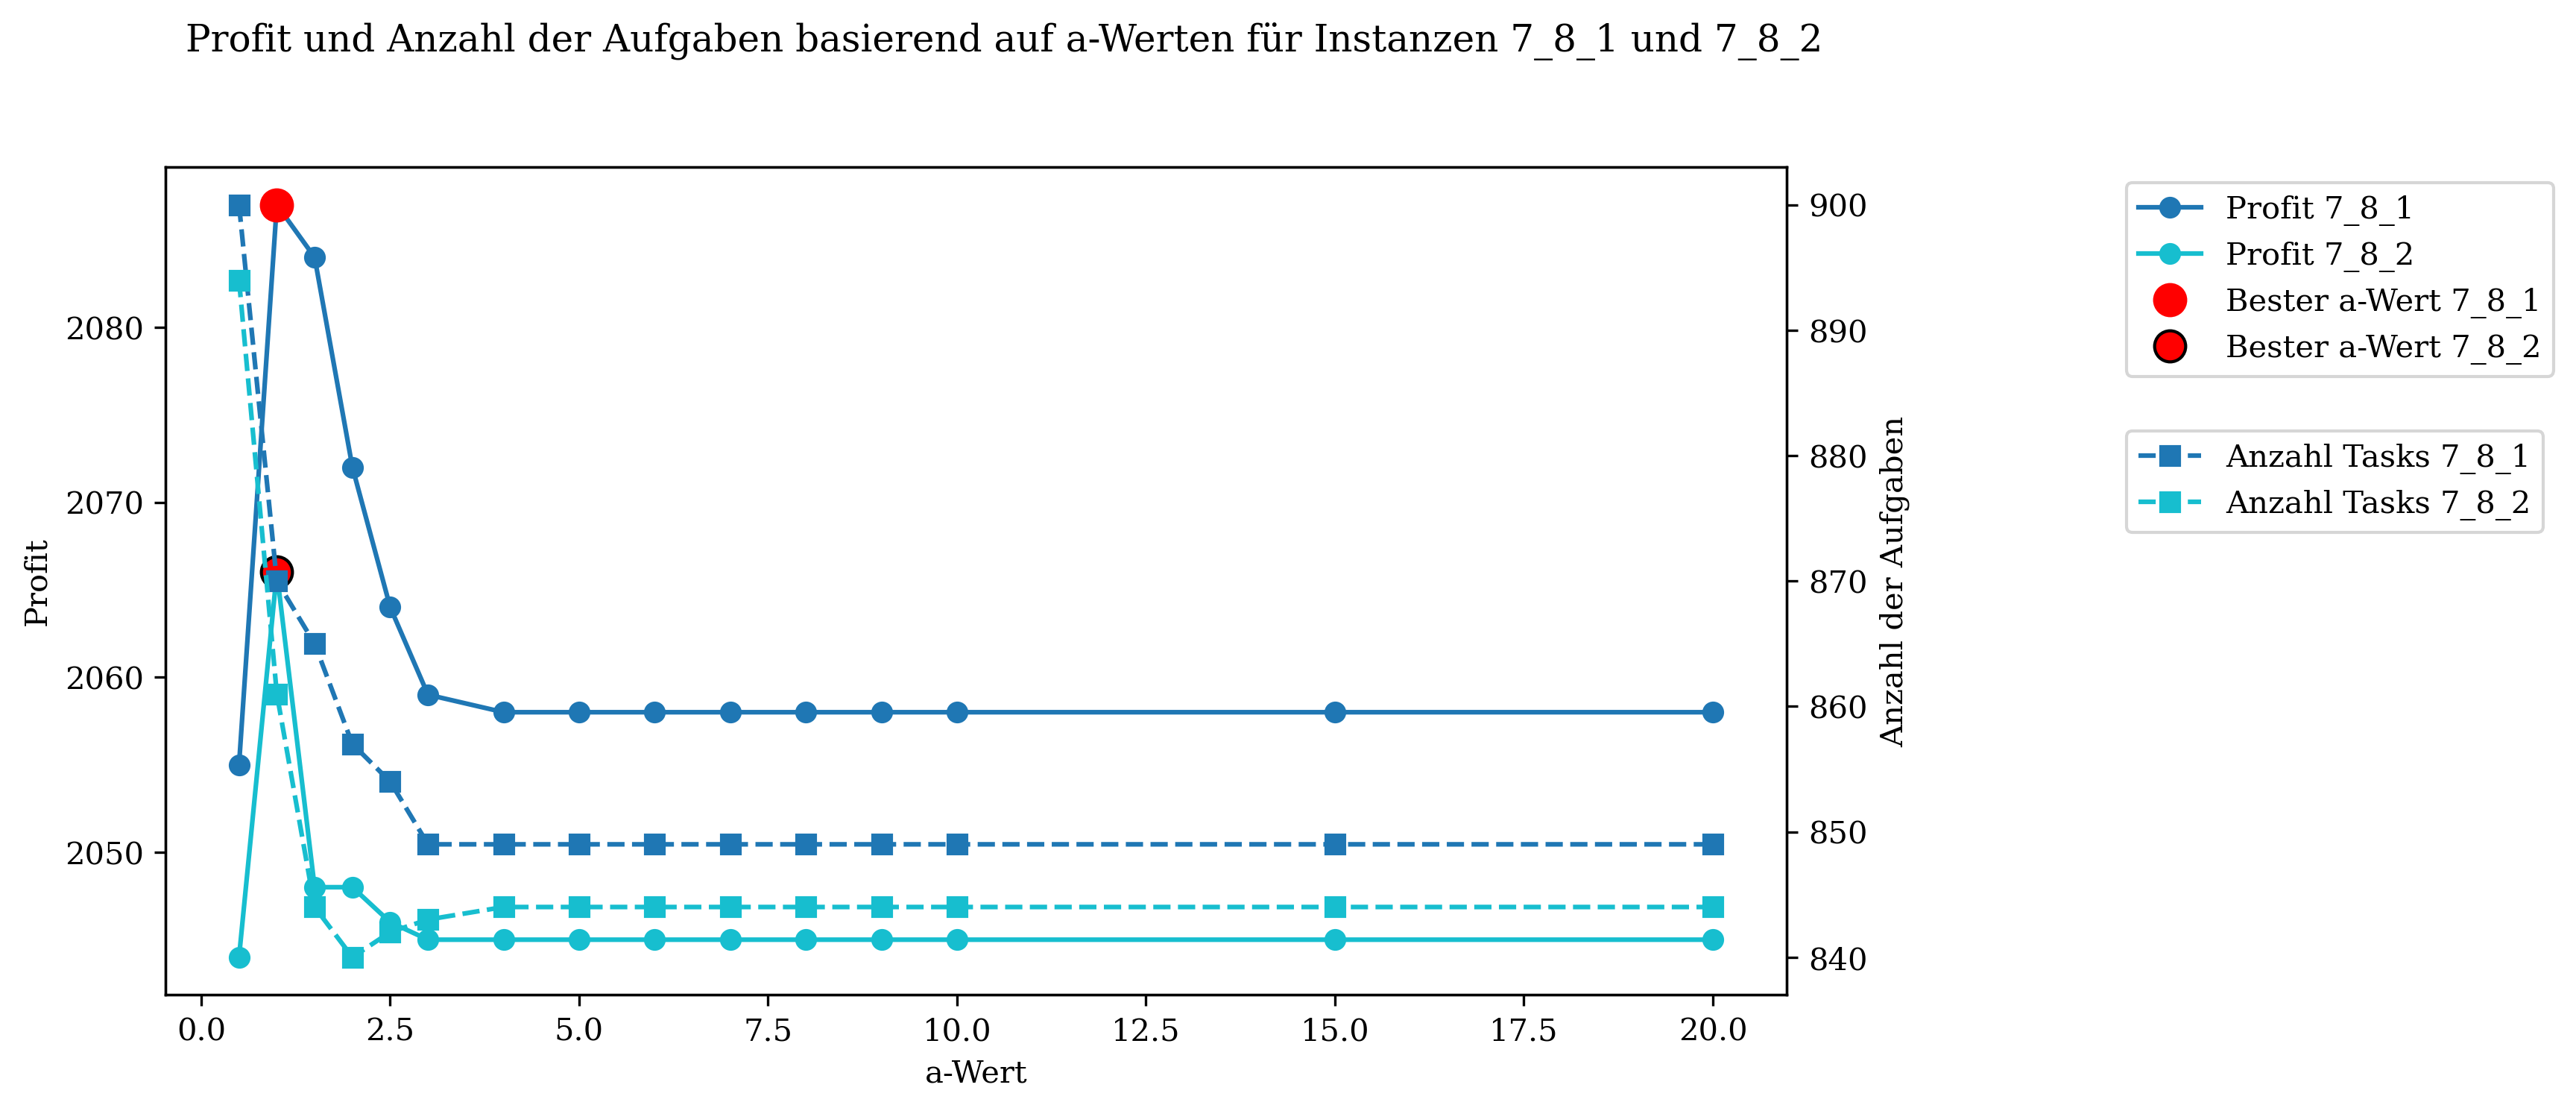 Profit und Anzahl der Aufgaben basierend auf a-Werten für Instanzen 7_8_1 und 7_8_2
Profit
2080
2070
2060
2050
900
890
880
870
860
850
840
Anzahl der Aufgaben
0.0 2.5 5.0 7.5 10.0 12.5 15.0 17.5 20.0
a-Wert
Profit 7_8_1
Profit 7_8_2
Bester a-Wert 7_8_1
Bester a-Wert 7_8_2
Anzahl Tasks 7_8_1
Anzahl Tasks 7_8_2